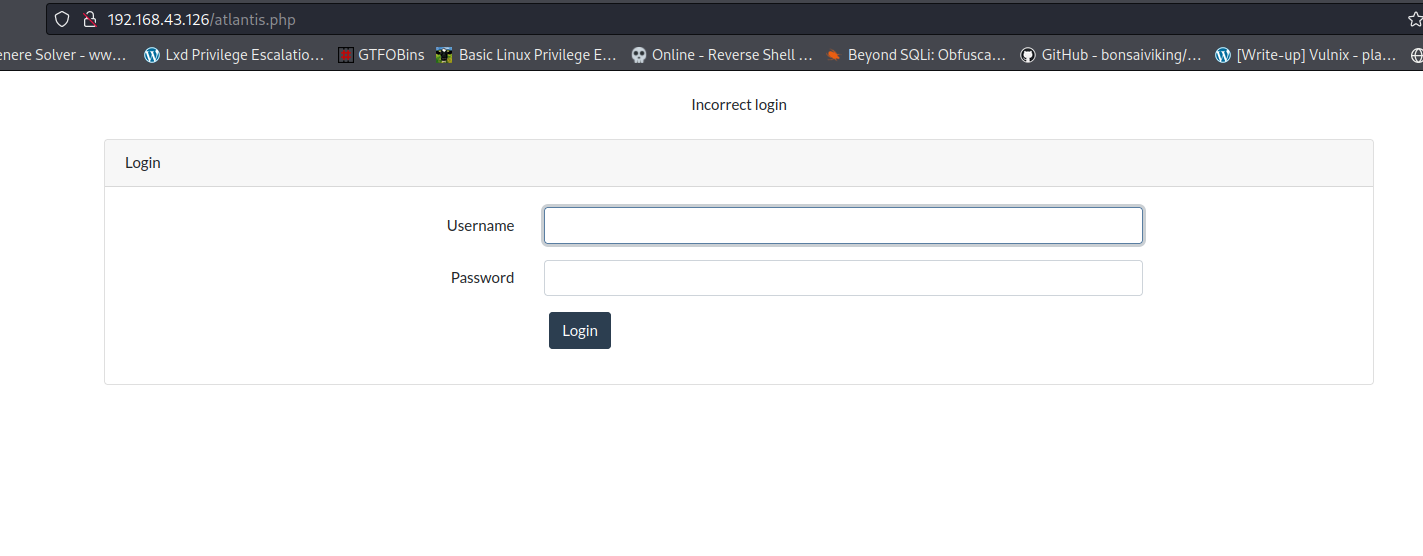 192.168.43.126/atlantis.php
enere Solver - ww… Lxd Privilege Escalatio… GTFOBins Basic Linux Privilege E… Online - Reverse Shell … Beyond SQLi: Obfusca… GitHub - bonsaiviking/… [Write-up] Vulnix - pla…
Incorrect login
Login
Username
Password
Login